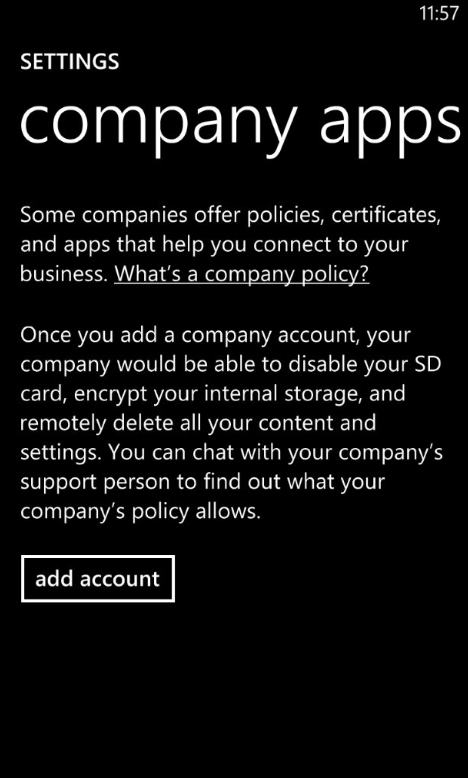 11:57
SETTINGS
company apps
Some companies offer policies, certificates,
and apps that help you connect to your
business. What's a company policy?
Once you add a company account, your
company would be able to disable your SD
card, encrypt your internal storage, and
remotely delete all your content and
settings. You can chat with your company's
support person to find out what your
company's policy allows.
add account